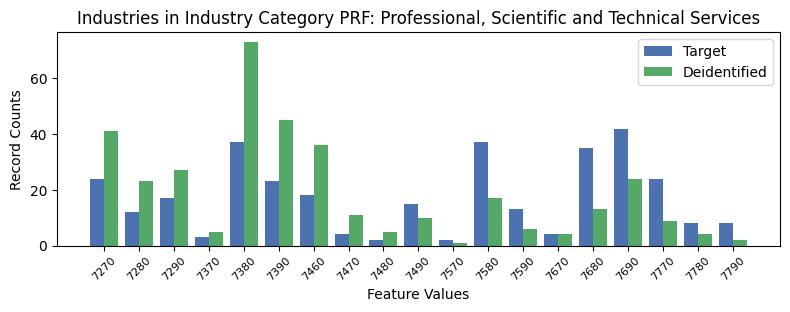 Industries in Industry Category PRF: Professional, Scientific and Technical Services
Target
Deidentified
Record Counts
60
40
20
0
7270 7280 7290 7370 7380 7390 7460 7470 7480 7490 7570 7580 7590 7670 7680 7690 7770 7780 7790
Feature Values